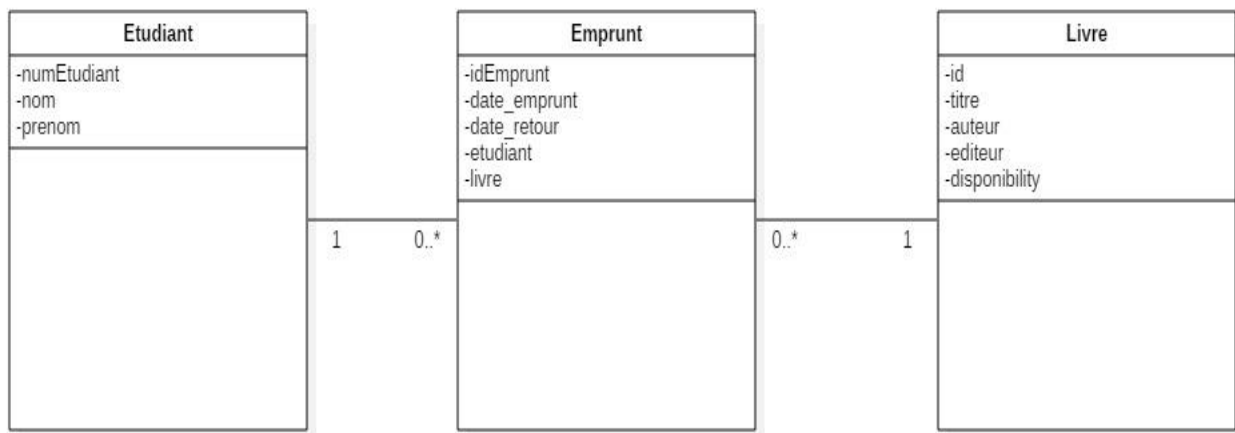 Etudiant
-numEtudiant
-nom
-prenom
1
0..*
Emprunt
-idEmprunt
-date_emprunt
-date_retour
-etudiant
-livre
0..*
1
Livre
-id
-titre
-auteur
-editeur
-disponibility